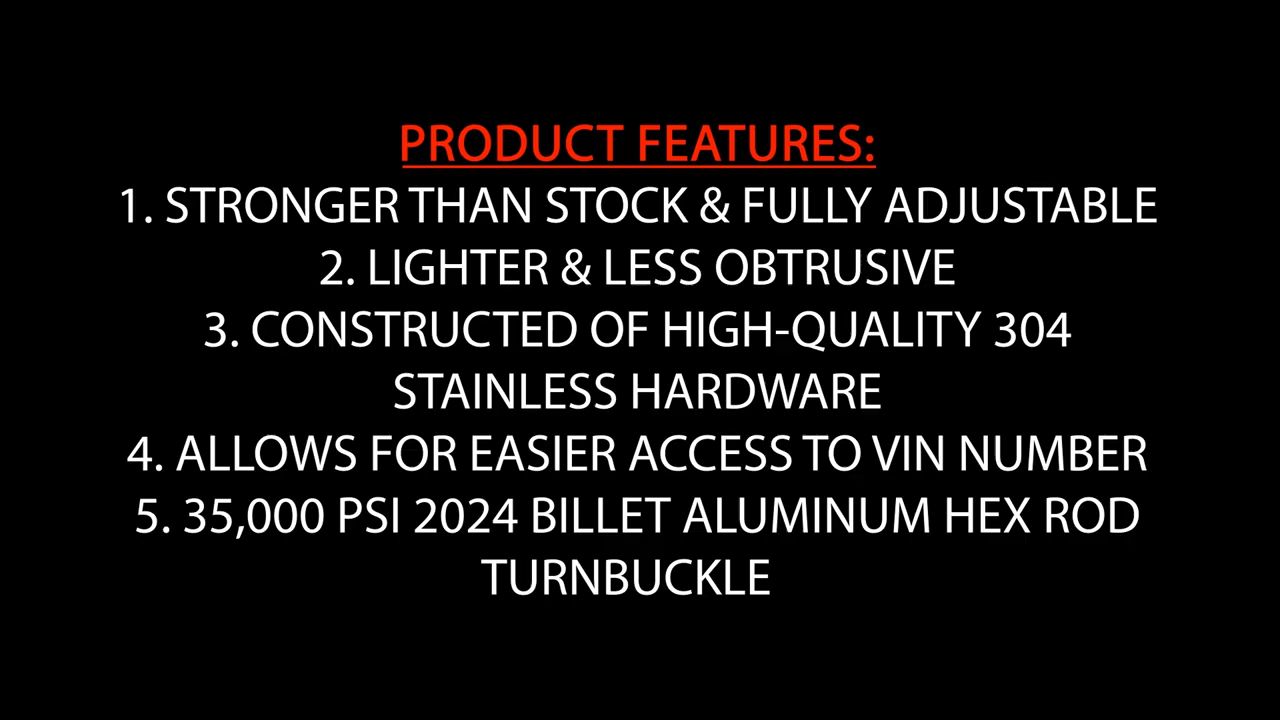 PRODUCT FEATURES:
1. STRONGER THAN STOCK & FULLY ADJUSTABLE
2. LIGHTER & LESS OBTRUSIVE
3. CONSTRUCTED OF HIGH-QUALITY 304
STAINLESS HARDWARE
4. ALLOWS FOR EASIER ACCESS TO VIN NUMBER
5. 35,000 PSI 2024 BILLET ALUMINUM HEX ROD
TURNBUCKLE